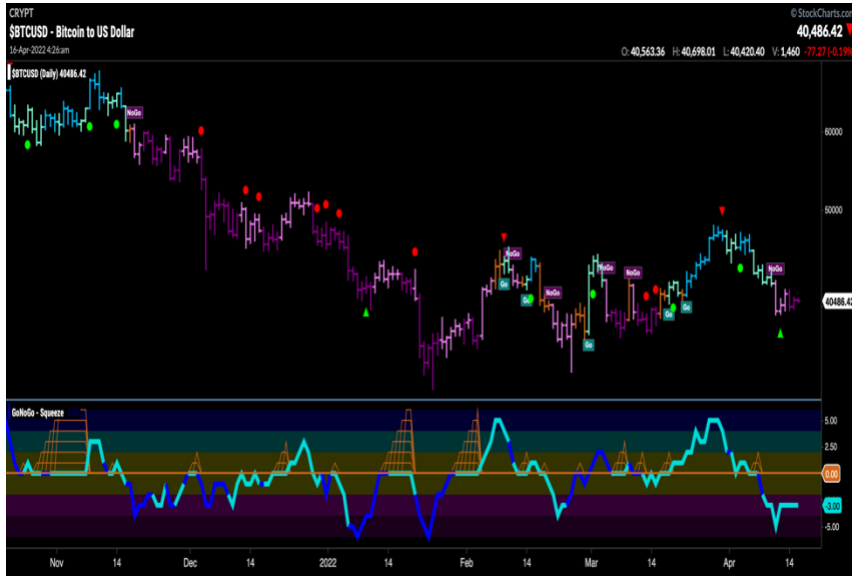 CRYPT
© StockCharts.com
$BTCUSD - Bitcoin to US Dollar
40,486.42
16-Apr-2022 4:26am
O: 40,563.36 H: 40,698.01 L: 40,420.40 V: 1,460 -77.27 (-0.19%
$BTCUSD (Daily) 40486.42
NoGo
60000
50000
NoGo
NoGo
NoGo
NoGo
Go
Go
NoGo
40486.42
Go
Go
Go
GoNoGo - Squeeze
5.00
2.50
0.00
-3.00
-5.00
Nov 14 Dec 14 2022 14 Feb 14 Mar 14 Apr 14